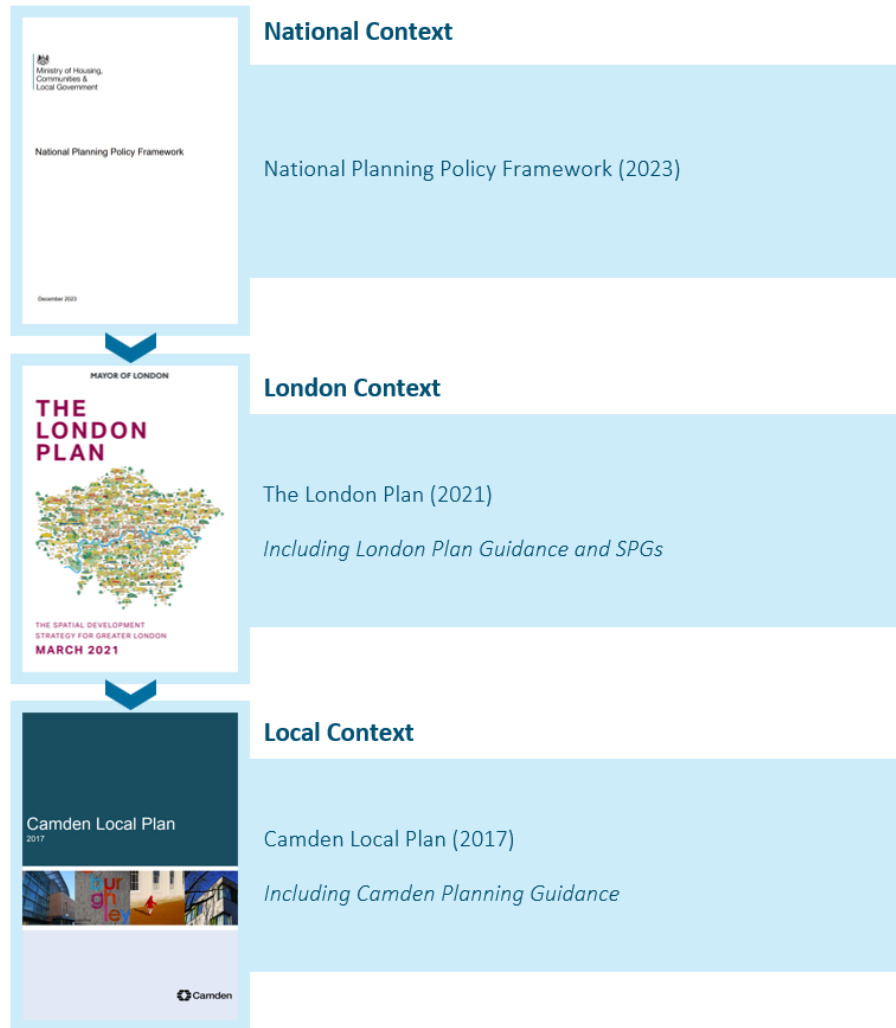 National Context
Ministry of Housing,
Communities &
Local Government
National Planning Policy Framework
December 2023
National Planning Policy Framework (2023)
London Context
MAYOR OF LONDON
THE
LONDON
PLAN
THE SPATIAL DEVELOPMENT
STRATEGY FOR GREATER LONDON
MARCH 2021
The London Plan (2021)
Including London Plan Guidance and SPGs
Local Context
Camden Local Plan
2017
ur
gh
ley
Camden
Camden Local Plan (2017)
Including Camden Planning Guidance